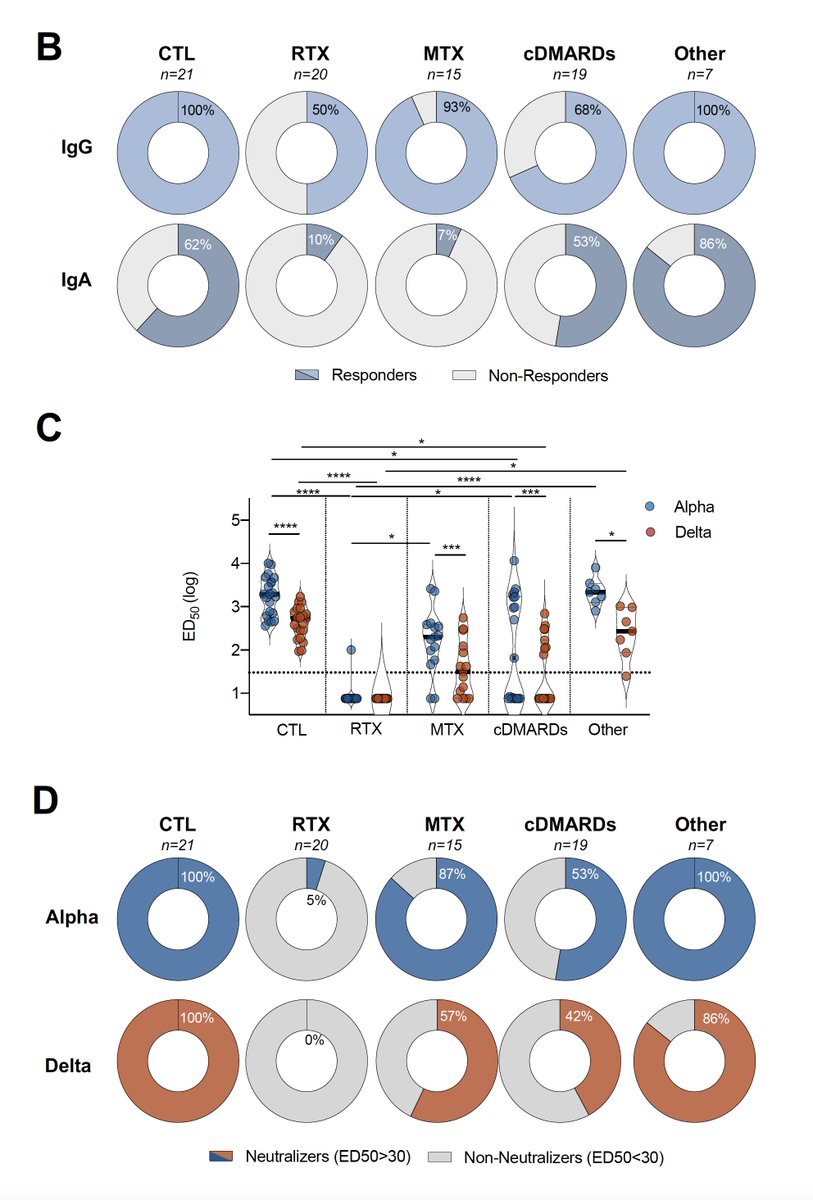 B
CTL RTX MTX cDMARDs Other
n=21 n=20 n=15 n=19 n=7
IgG 100% 50% 93% 68% 100%
IgA 62% 10% 7% 53% 86%
Responders Non-Responders
C
*
*
*
**** ****
**** * ***
Alpha
Delta
5
****
*
***
*
4
ED50 (log)
3
2
1
CTL RTX MTX cDMARDs Other
D
CTL RTX MTX cDMARDs Other
n=21 n=20 n=15 n=19 n=7
Alpha 100% 5% 87% 53% 100%
Delta 100% 0% 57% 42% 86%
Neutralizers (ED50>30) Non-Neutralizers (ED50<30)